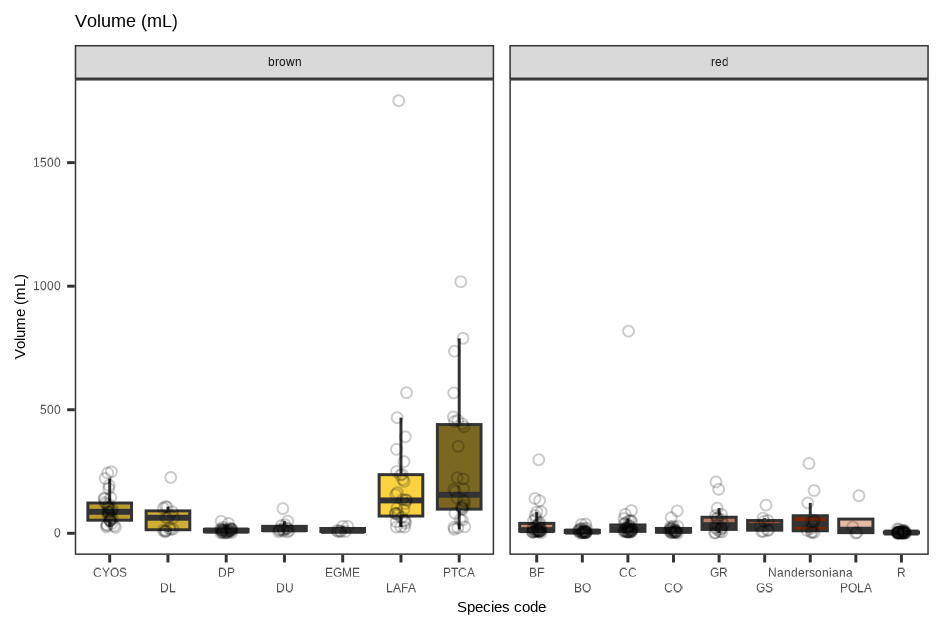 Volume (mL)
brown
red
Volume (mL)
1500
1000
500
0
CYOS DP EGME PTCA BF CC GR Nandersoniana R
DL DU LAFA BO CO GS POLA
Species code